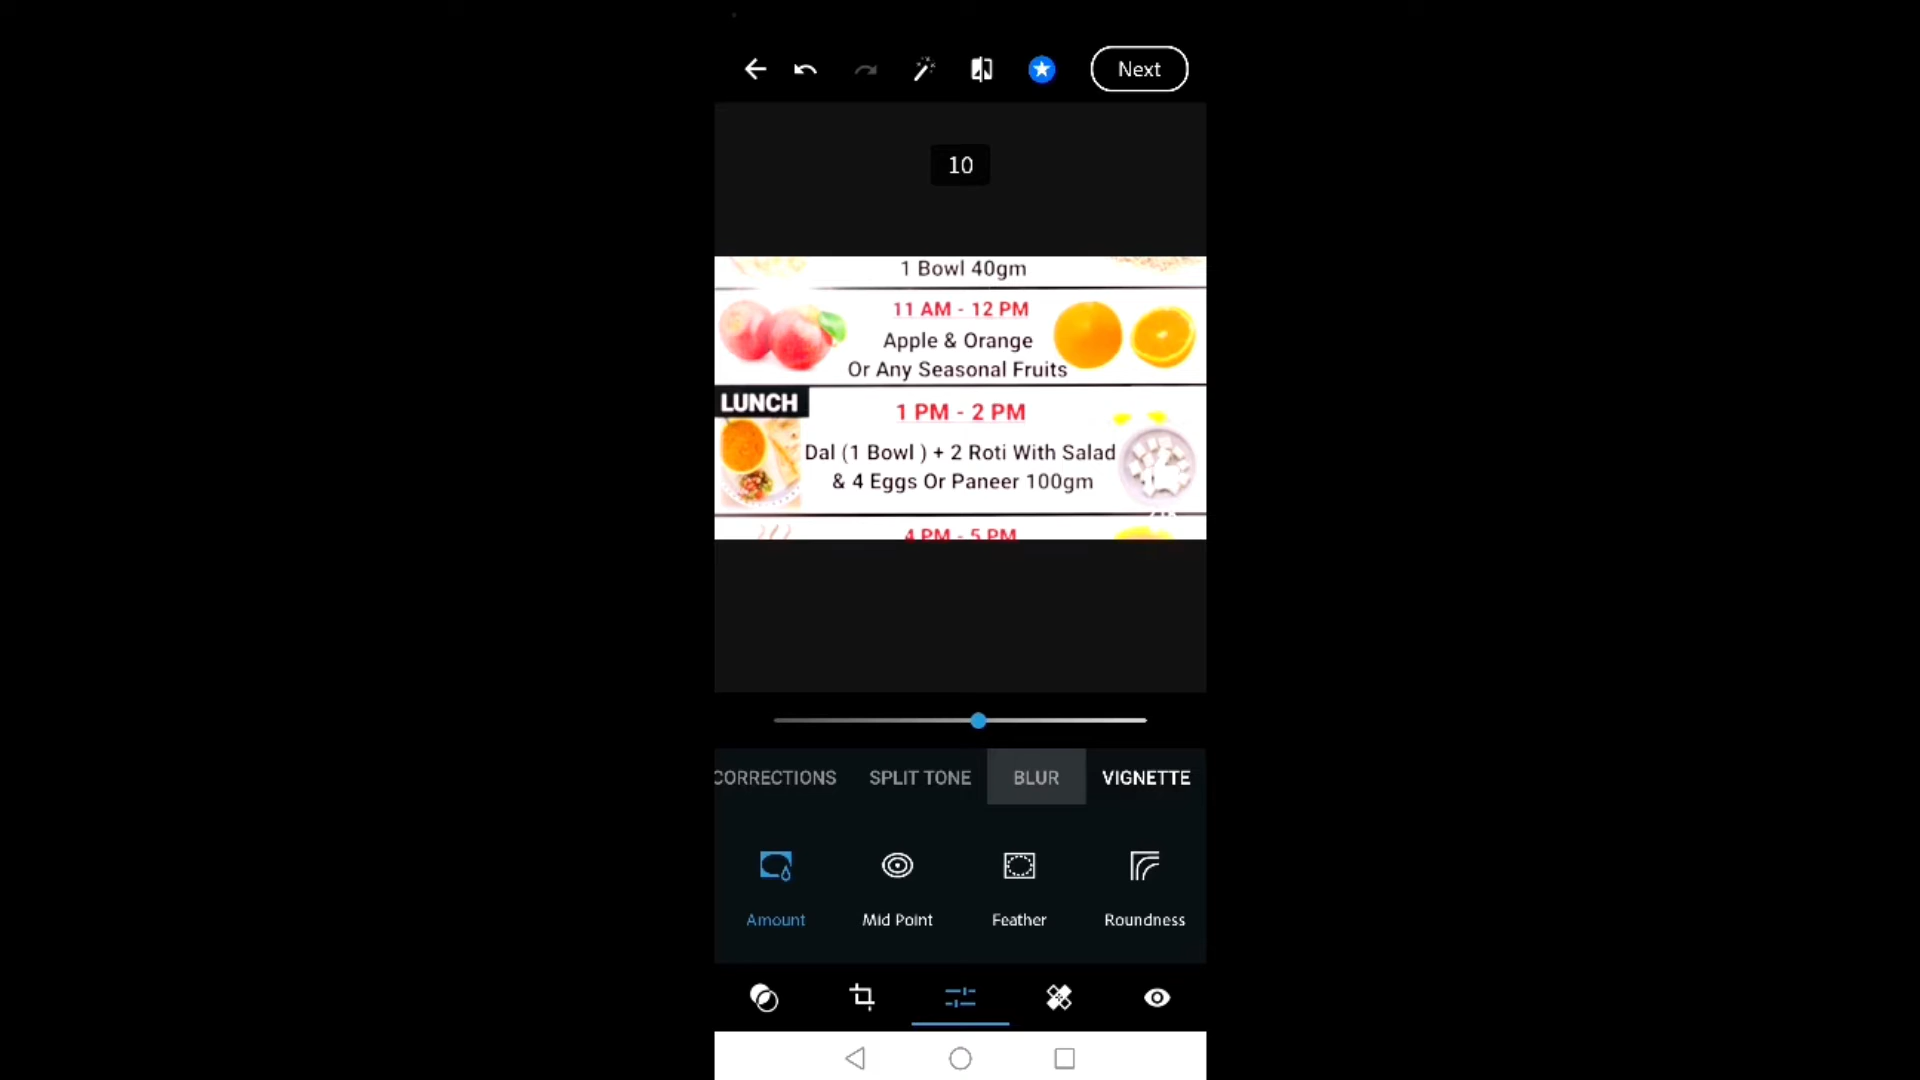 Next
10
1 Bowl 40gm
11 AM - 12 PM
Apple & Orange
Or Any Seasonal Fruits
LUNCH
1 PM - 2 PM
Dal (1 Bowl ) + 2 Roti With Salad
& 4 Eggs Or Paneer 100gm
4 PM - 5 PM
CORRECTIONS SPLIT TONE BLUR VIGNETTE
Amount Mid Point Feather Roundness